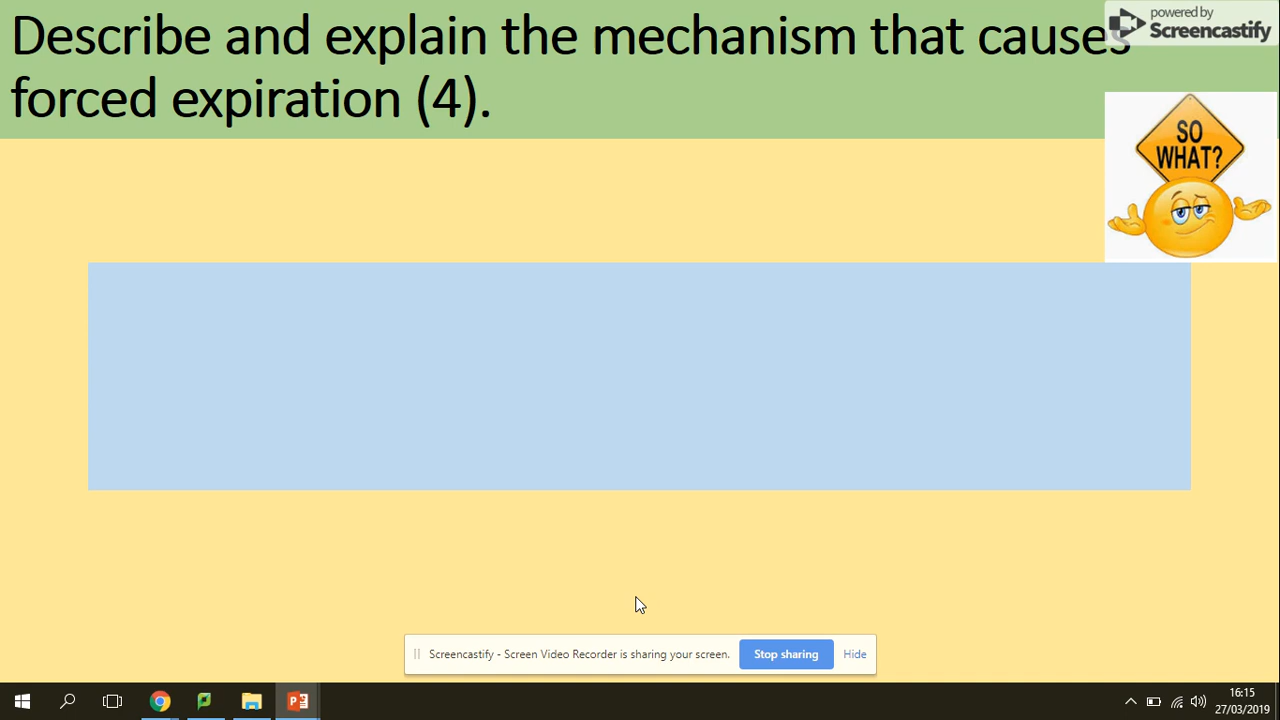 Describe and explain the mechanism that causes
forced expiration (4).
powered by
Screencastify
SO
WHAT?
Screencastify - Screen Video Recorder is sharing your screen.
Stop sharing
Hide
16:15
27/03/2019